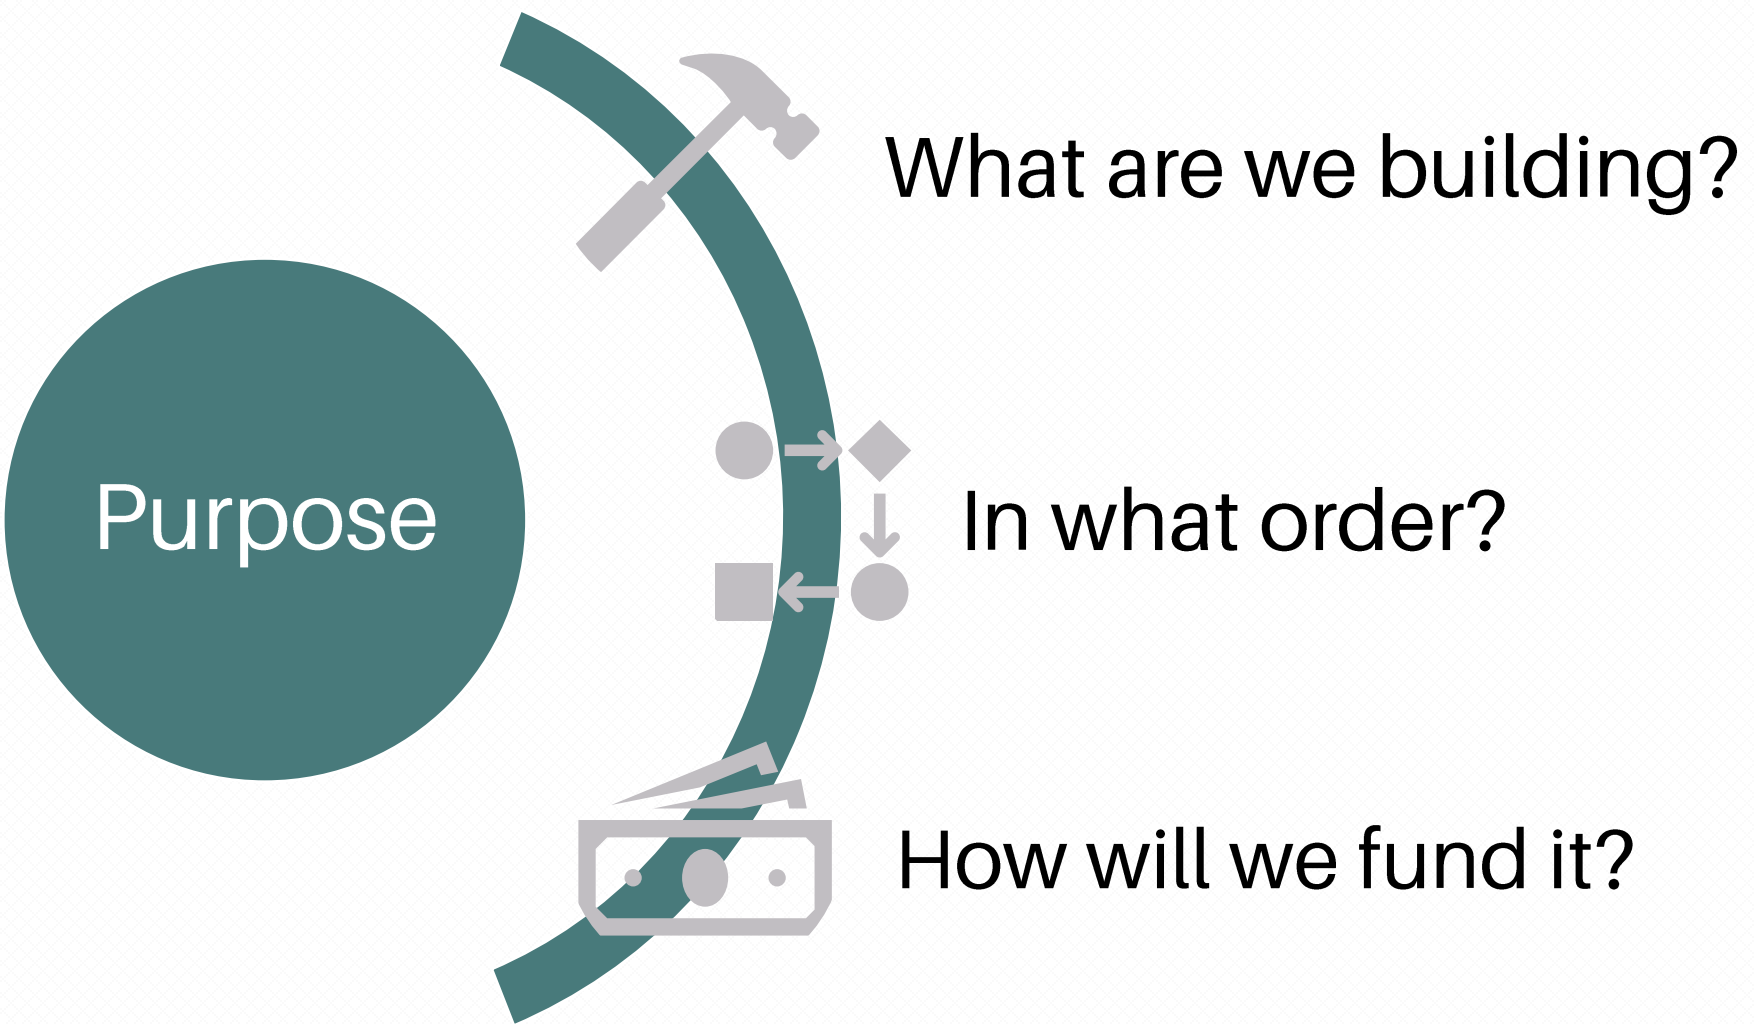 What are we building?
Purpose
In what order?
How will we fund it?